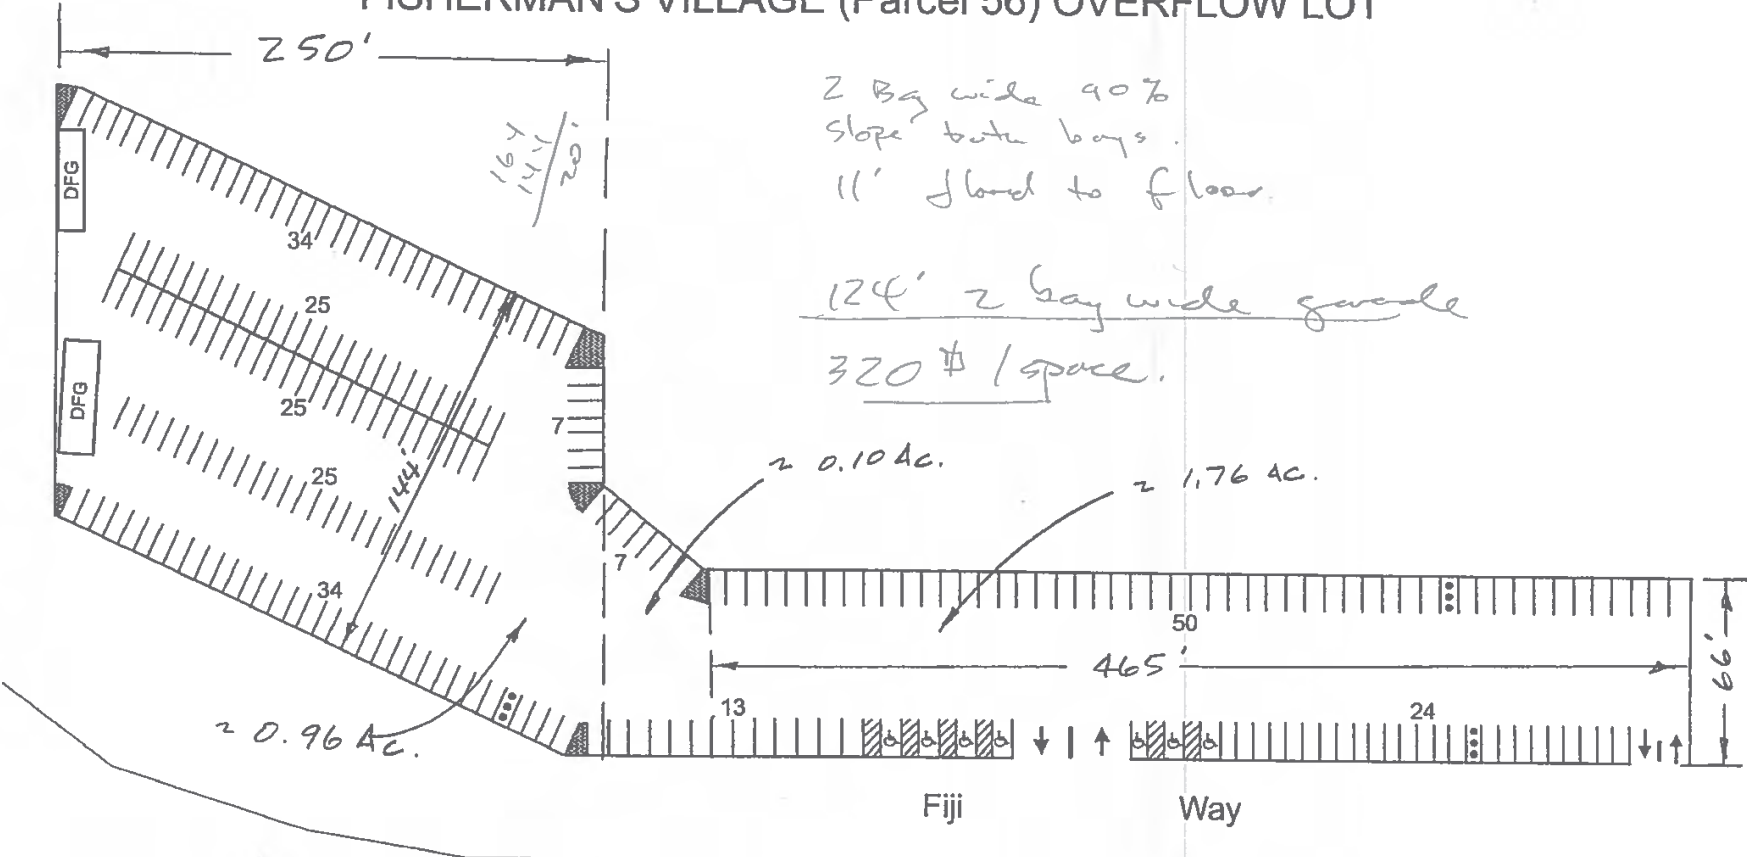 FISHERMAN'S VILLAGE (Parcel 56) OVERFLOW LOT
250'
2 Bay wide 90%
slope both bays.
11' floor to floor.
124' 2 bay wide garage
320 / space.
DFG
34
25
25
DFG
7
25
144'
~ 0.10 Ac.
~ 1.76 Ac.
7
34
50
465'
66'
13
24
~ 0.96 Ac.
Fiji Way